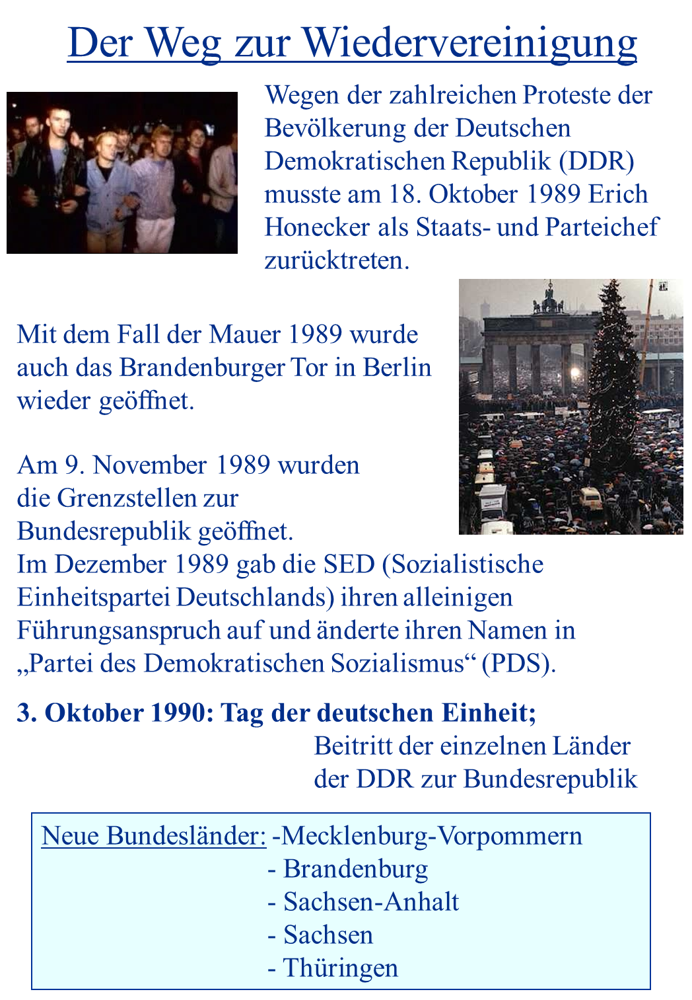 Der Weg zur Wiedervereinigung
Wegen der zahlreichen Proteste der
Bevölkerung der Deutschen
Demokratischen Republik (DDR)
musste am 18. Oktober 1989 Erich
Honecker als Staats- und Parteichef
zurücktreten.
Mit dem Fall der Mauer 1989 wurde
auch das Brandenburger Tor in Berlin
wieder geöffnet.
Am 9. November 1989 wurden
die Grenzstellen zur
Bundesrepublik geöffnet.
Im Dezember 1989 gab die SED (Sozialistische
Einheitspartei Deutschlands) ihren alleinigen
Führungsanspruch auf und änderte ihren Namen in
„Partei des Demokratischen Sozialismus“ (PDS).
3. Oktober 1990: Tag der deutschen Einheit;
Beitritt der einzelnen Länder
der DDR zur Bundesrepublik
Neue Bundesländer: -Mecklenburg-Vorpommern
- Brandenburg
- Sachsen-Anhalt
- Sachsen
- Thüringen